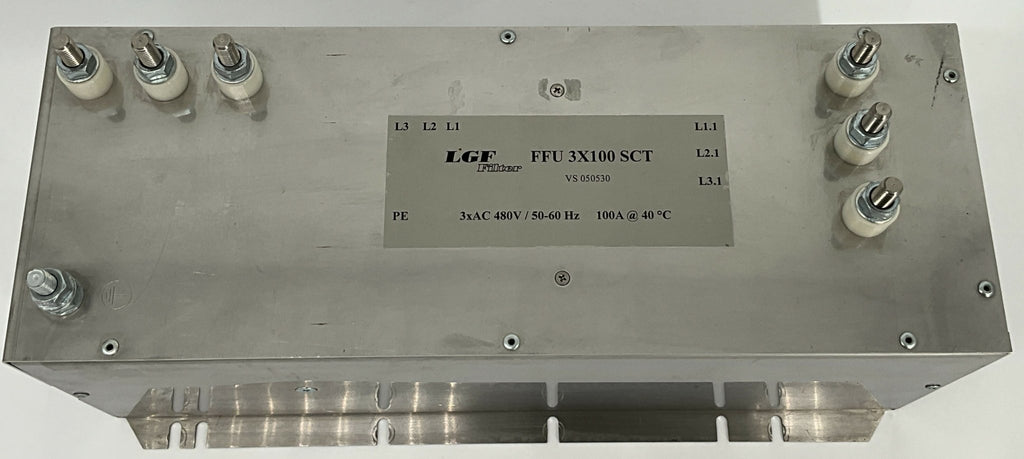 L3 L2 L1 L1.1
LGF Filter FFU 3X100 SCT L2.1
VS 050530 L3.1
PE 3xAC 480V / 50-60 Hz 100A @ 40 °C